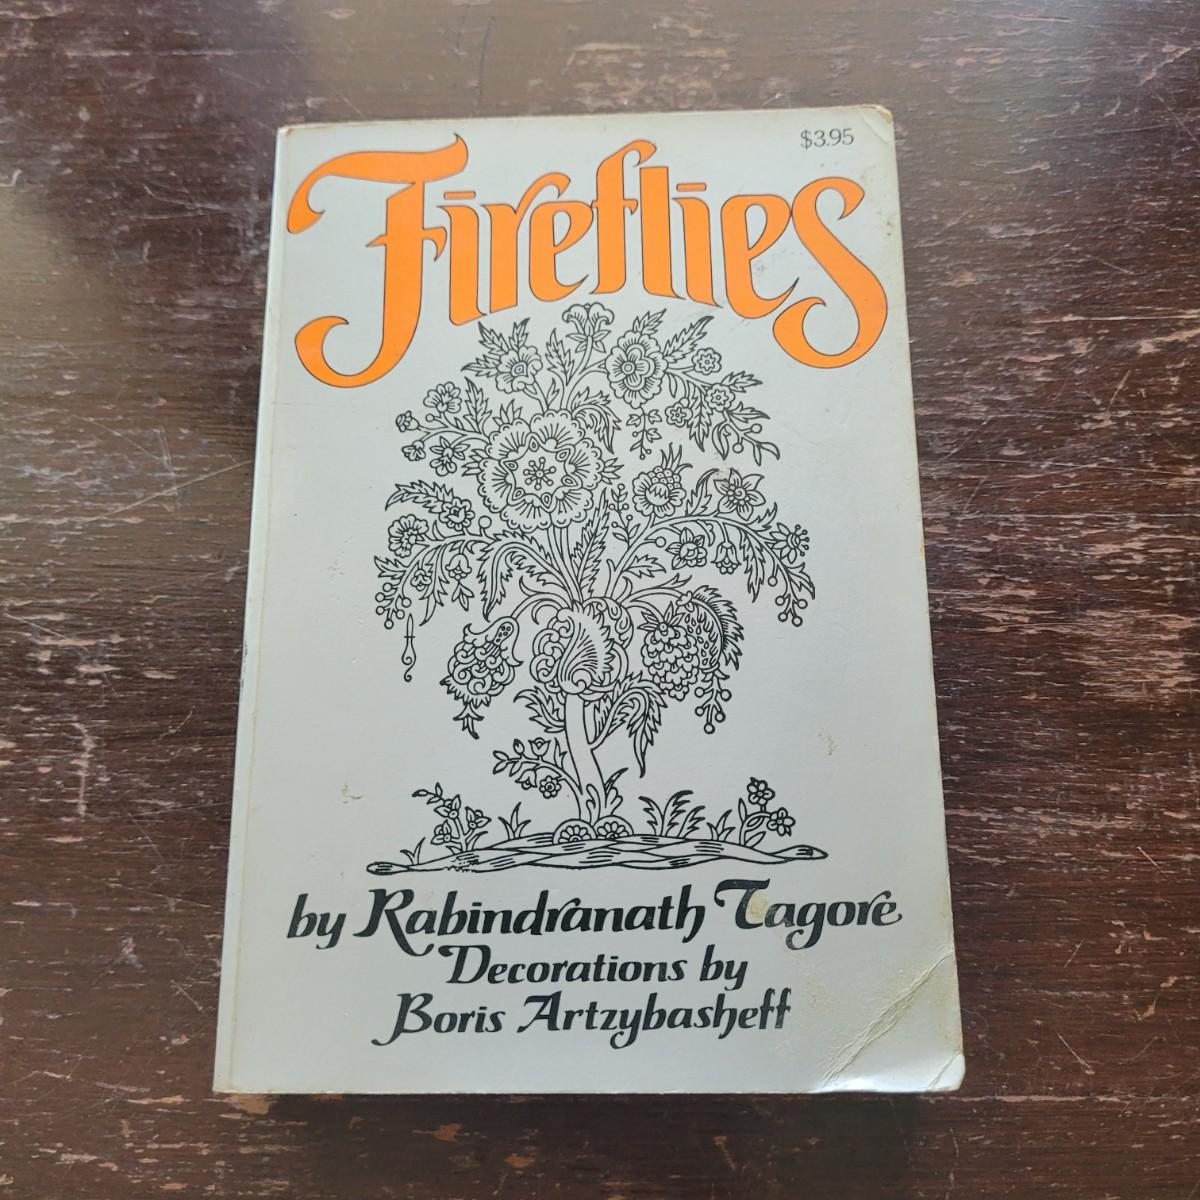 $3.95
Fireflies
by Rabindranath Tagore
Decorations by
Boris Artzybasheff